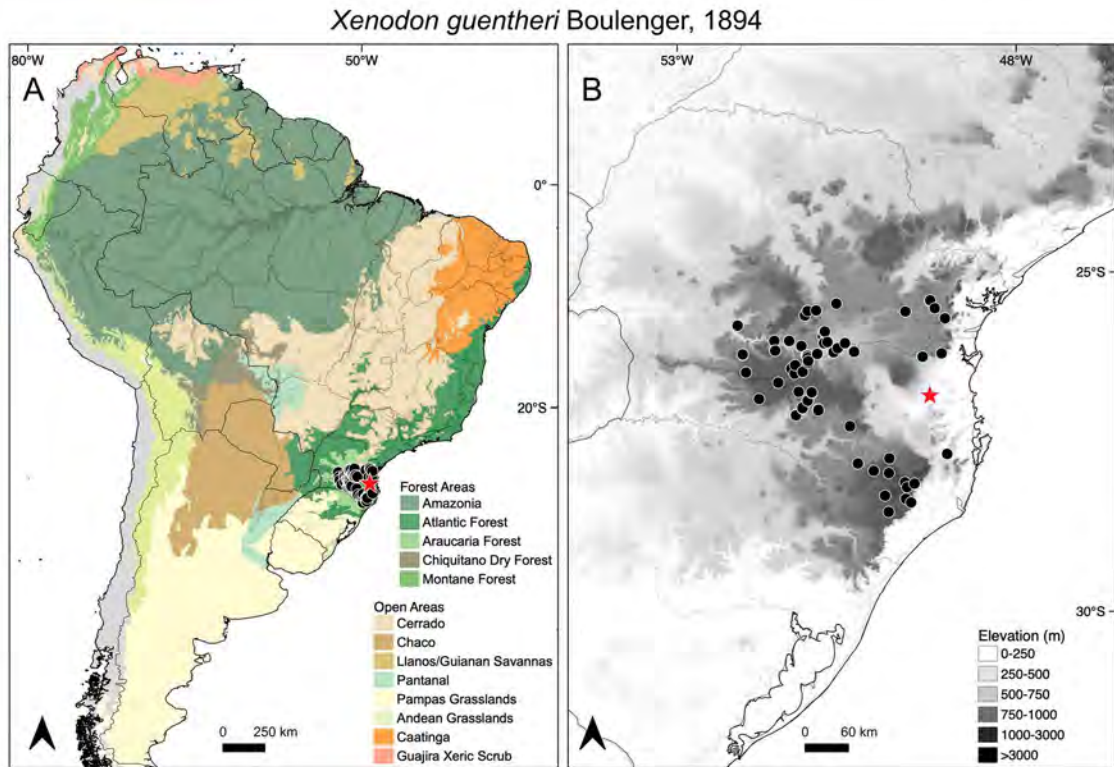 Xenodon guentheri Boulenger, 1894
80°W
50°W
A
0°
20°S
Forest Areas
Amazonia
Atlantic Forest
Araucaria Forest
Chiquitano Dry Forest
Montane Forest
Open Areas
Cerrado
Chaco
Llanos/Guianan Savannas
Pantanal
Pampas Grasslands
Andean Grasslands
Caatinga
Guajira Xeric Scrub
0 250 km
53°W
48°W
B
25°S
30°S
Elevation (m)
0-250
250-500
500-750
750-1000
1000-3000
>3000
0 60 km